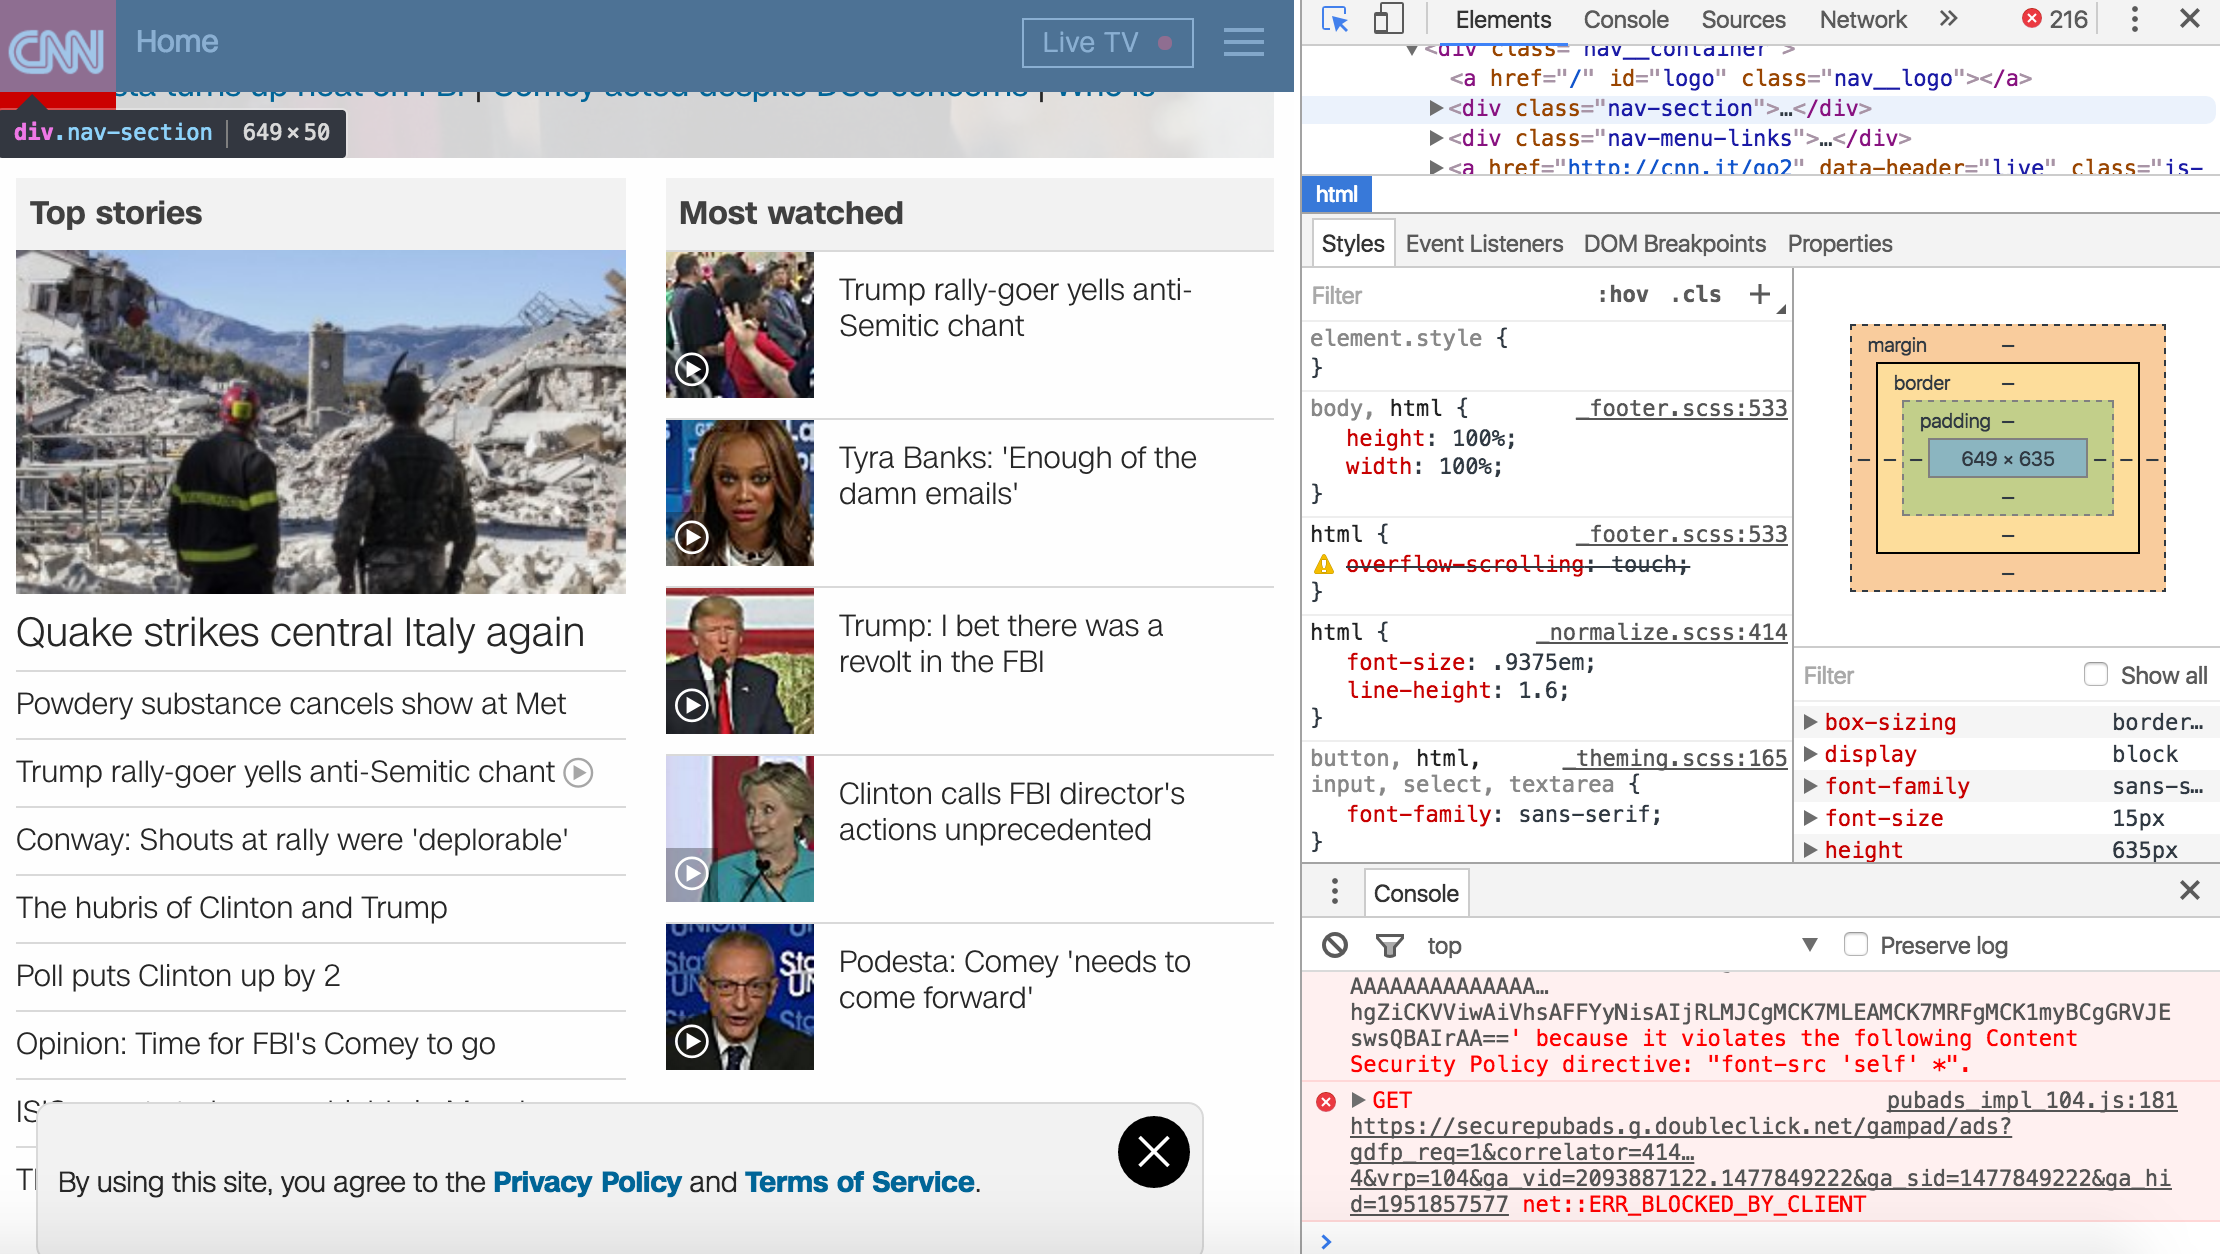 CNN
Home
Live TV
sta turns up heat on FBI | Comey acted despite DOJ concerns | Who is
div.nav-section | 649×50
Top stories
Quake strikes central Italy again
Powdery substance cancels show at Met
Trump rally-goer yells anti-Semitic chant
Conway: Shouts at rally were 'deplorable'
The hubris of Clinton and Trump
Poll puts Clinton up by 2
Opinion: Time for FBI's Comey to go
Most watched
Trump rally-goer yells anti-
Semitic chant
Tyra Banks: 'Enough of the
damn emails'
Trump: I bet there was a
revolt in the FBI
Clinton calls FBI director's
actions unprecedented
Podesta: Comey 'needs to
come forward'
By using this site, you agree to the Privacy Policy and Terms of Service.
Elements Console Sources Network » 216
▼<div class="nav__container">
<a href="/" id="logo" class="nav__logo"></a>
▶<div class="nav-section">…</div>
▶<div class="nav-menu-links">…</div>
▶<a href="http://cnn.it/go2" data-header="live" class="is-
html
Styles Event Listeners DOM Breakpoints Properties
Filter :hov .cls +
element.style {
}
body, html { _footer.scss:533
height: 100%;
width: 100%;
}
html { _footer.scss:533
overflow-scrolling: touch;
}
html { _normalize.scss:414
font-size: .9375em;
line-height: 1.6;
}
button, html, _theming.scss:165
input, select, textarea {
font-family: sans-serif;
}
margin –
border –
padding –
– – – 649 × 635 – – –
–
–
–
Filter Show all
▶ box-sizing border…
▶ display block
▶ font-family sans-s…
▶ font-size 15px
▶ height 635px
Console
top ▼ Preserve log
AAAAAAAAAAAAAA…
hgZiCKVViwAiVhsAFFYyNisAIjRLMJCgMCK7MLEAMCK7MRFgMCK1myBCgGRVJE
swsQBAIrAA==' because it violates the following Content
Security Policy directive: "font-src 'self' *".
▶ GET pubads_impl_104.js:181
https://securepubads.g.doubleclick.net/gampad/ads?
gdfp_req=1&correlator=414…
4&vrp=104&ga_vid=2093887122.1477849222&ga_sid=1477849222&ga_hi
d=1951857577 net::ERR_BLOCKED_BY_CLIENT
>